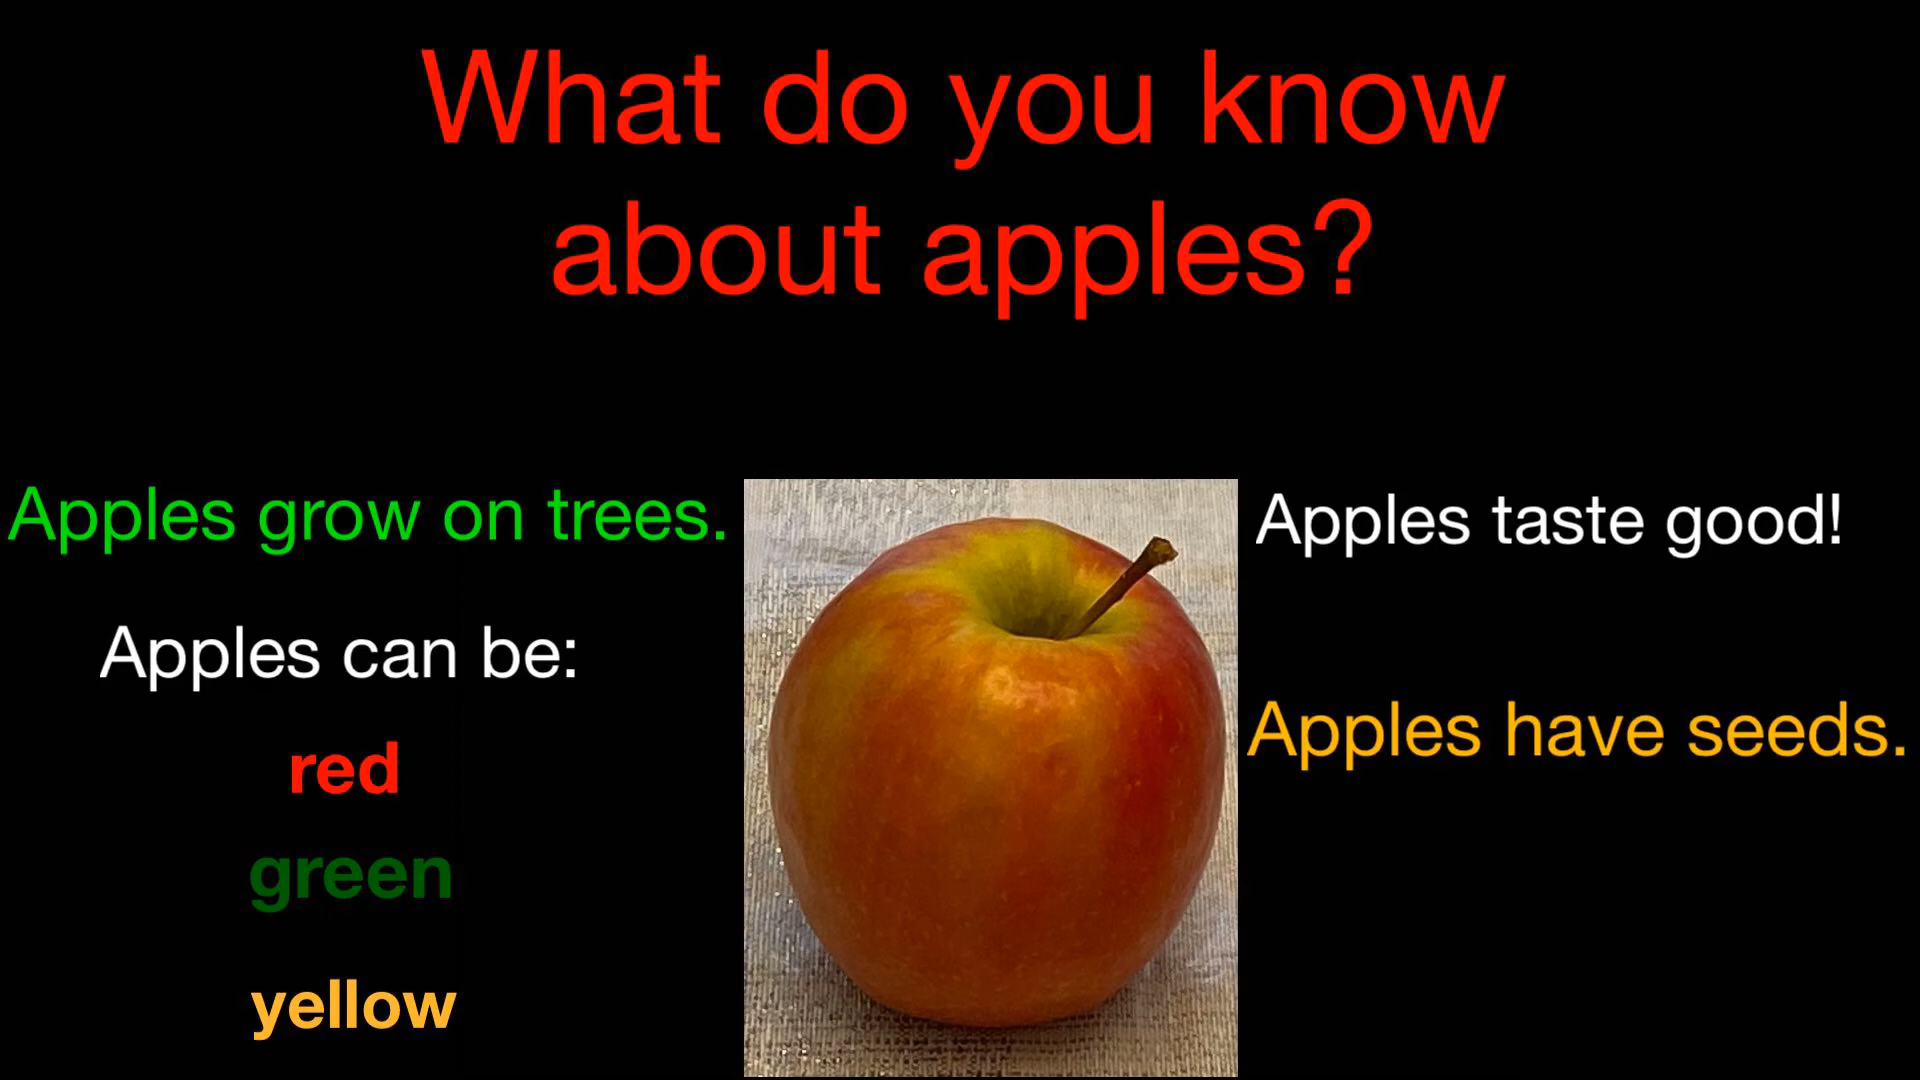 What do you know
about apples?
Apples grow on trees.
Apples can be:
red
green
yellow
Apples taste good!
Apples have seeds.